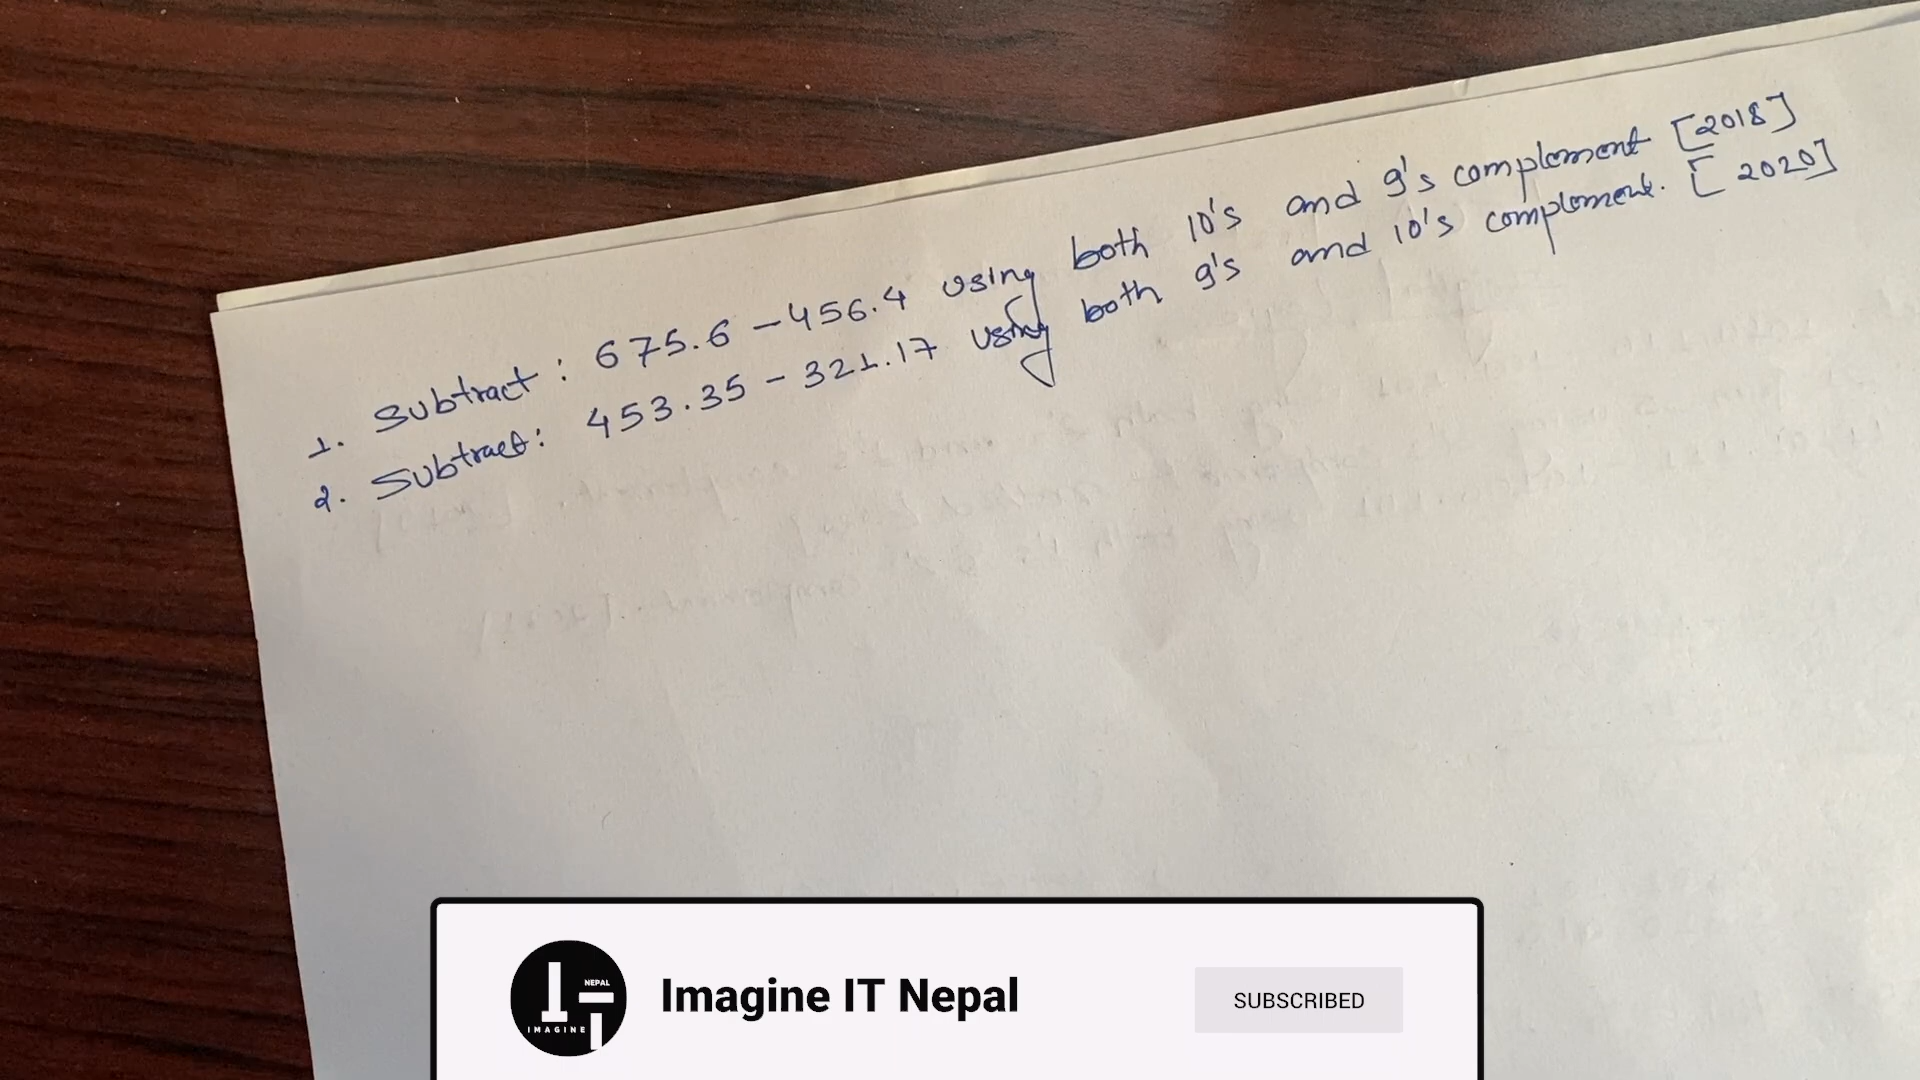 1. Subtract : 675.6 - 456.4 using both 10's and 9's complement [2018]
2. Subtract : 453.35 - 321.17 using both 9's and 10's complement. [2020]
NEPAL
IMAGINE
Imagine IT Nepal
SUBSCRIBED